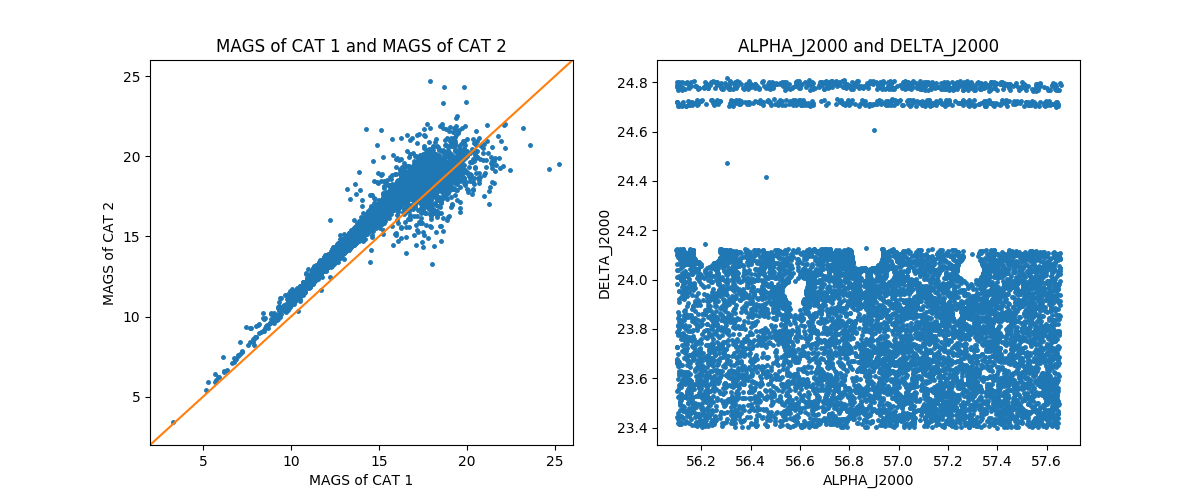 MAGS of CAT 1 and MAGS of CAT 2
25
20
15
10
5
MAGS of CAT 2
5 10 15 20 25
MAGS of CAT 1
ALPHA_J2000 and DELTA_J2000
24.8
24.6
24.4
24.2
24.0
23.8
23.6
23.4
DELTA_J2000
56.2 56.4 56.6 56.8 57.0 57.2 57.4 57.6
ALPHA_J2000